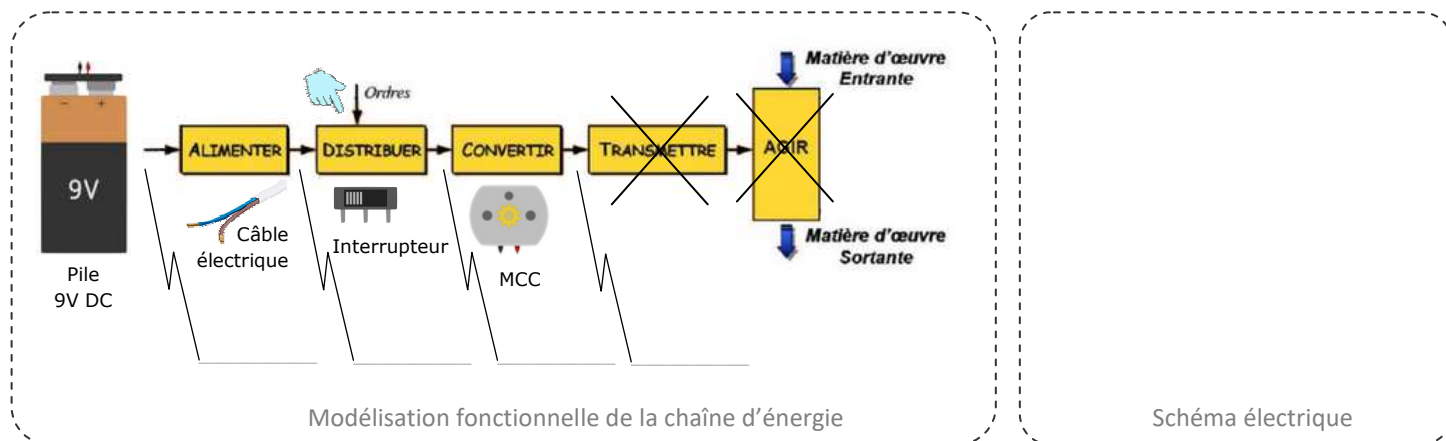 Matière d'œuvre
Entrante
Ordres
− +
ALIMENTER
DISTRIBUER
CONVERTIR
TRANSMETTRE
AGIR
9V
Câble
électrique
Interrupteur
MCC
Matière d'œuvre
Sortante
Pile
9V DC
Modélisation fonctionnelle de la chaîne d'énergie
Schéma électrique